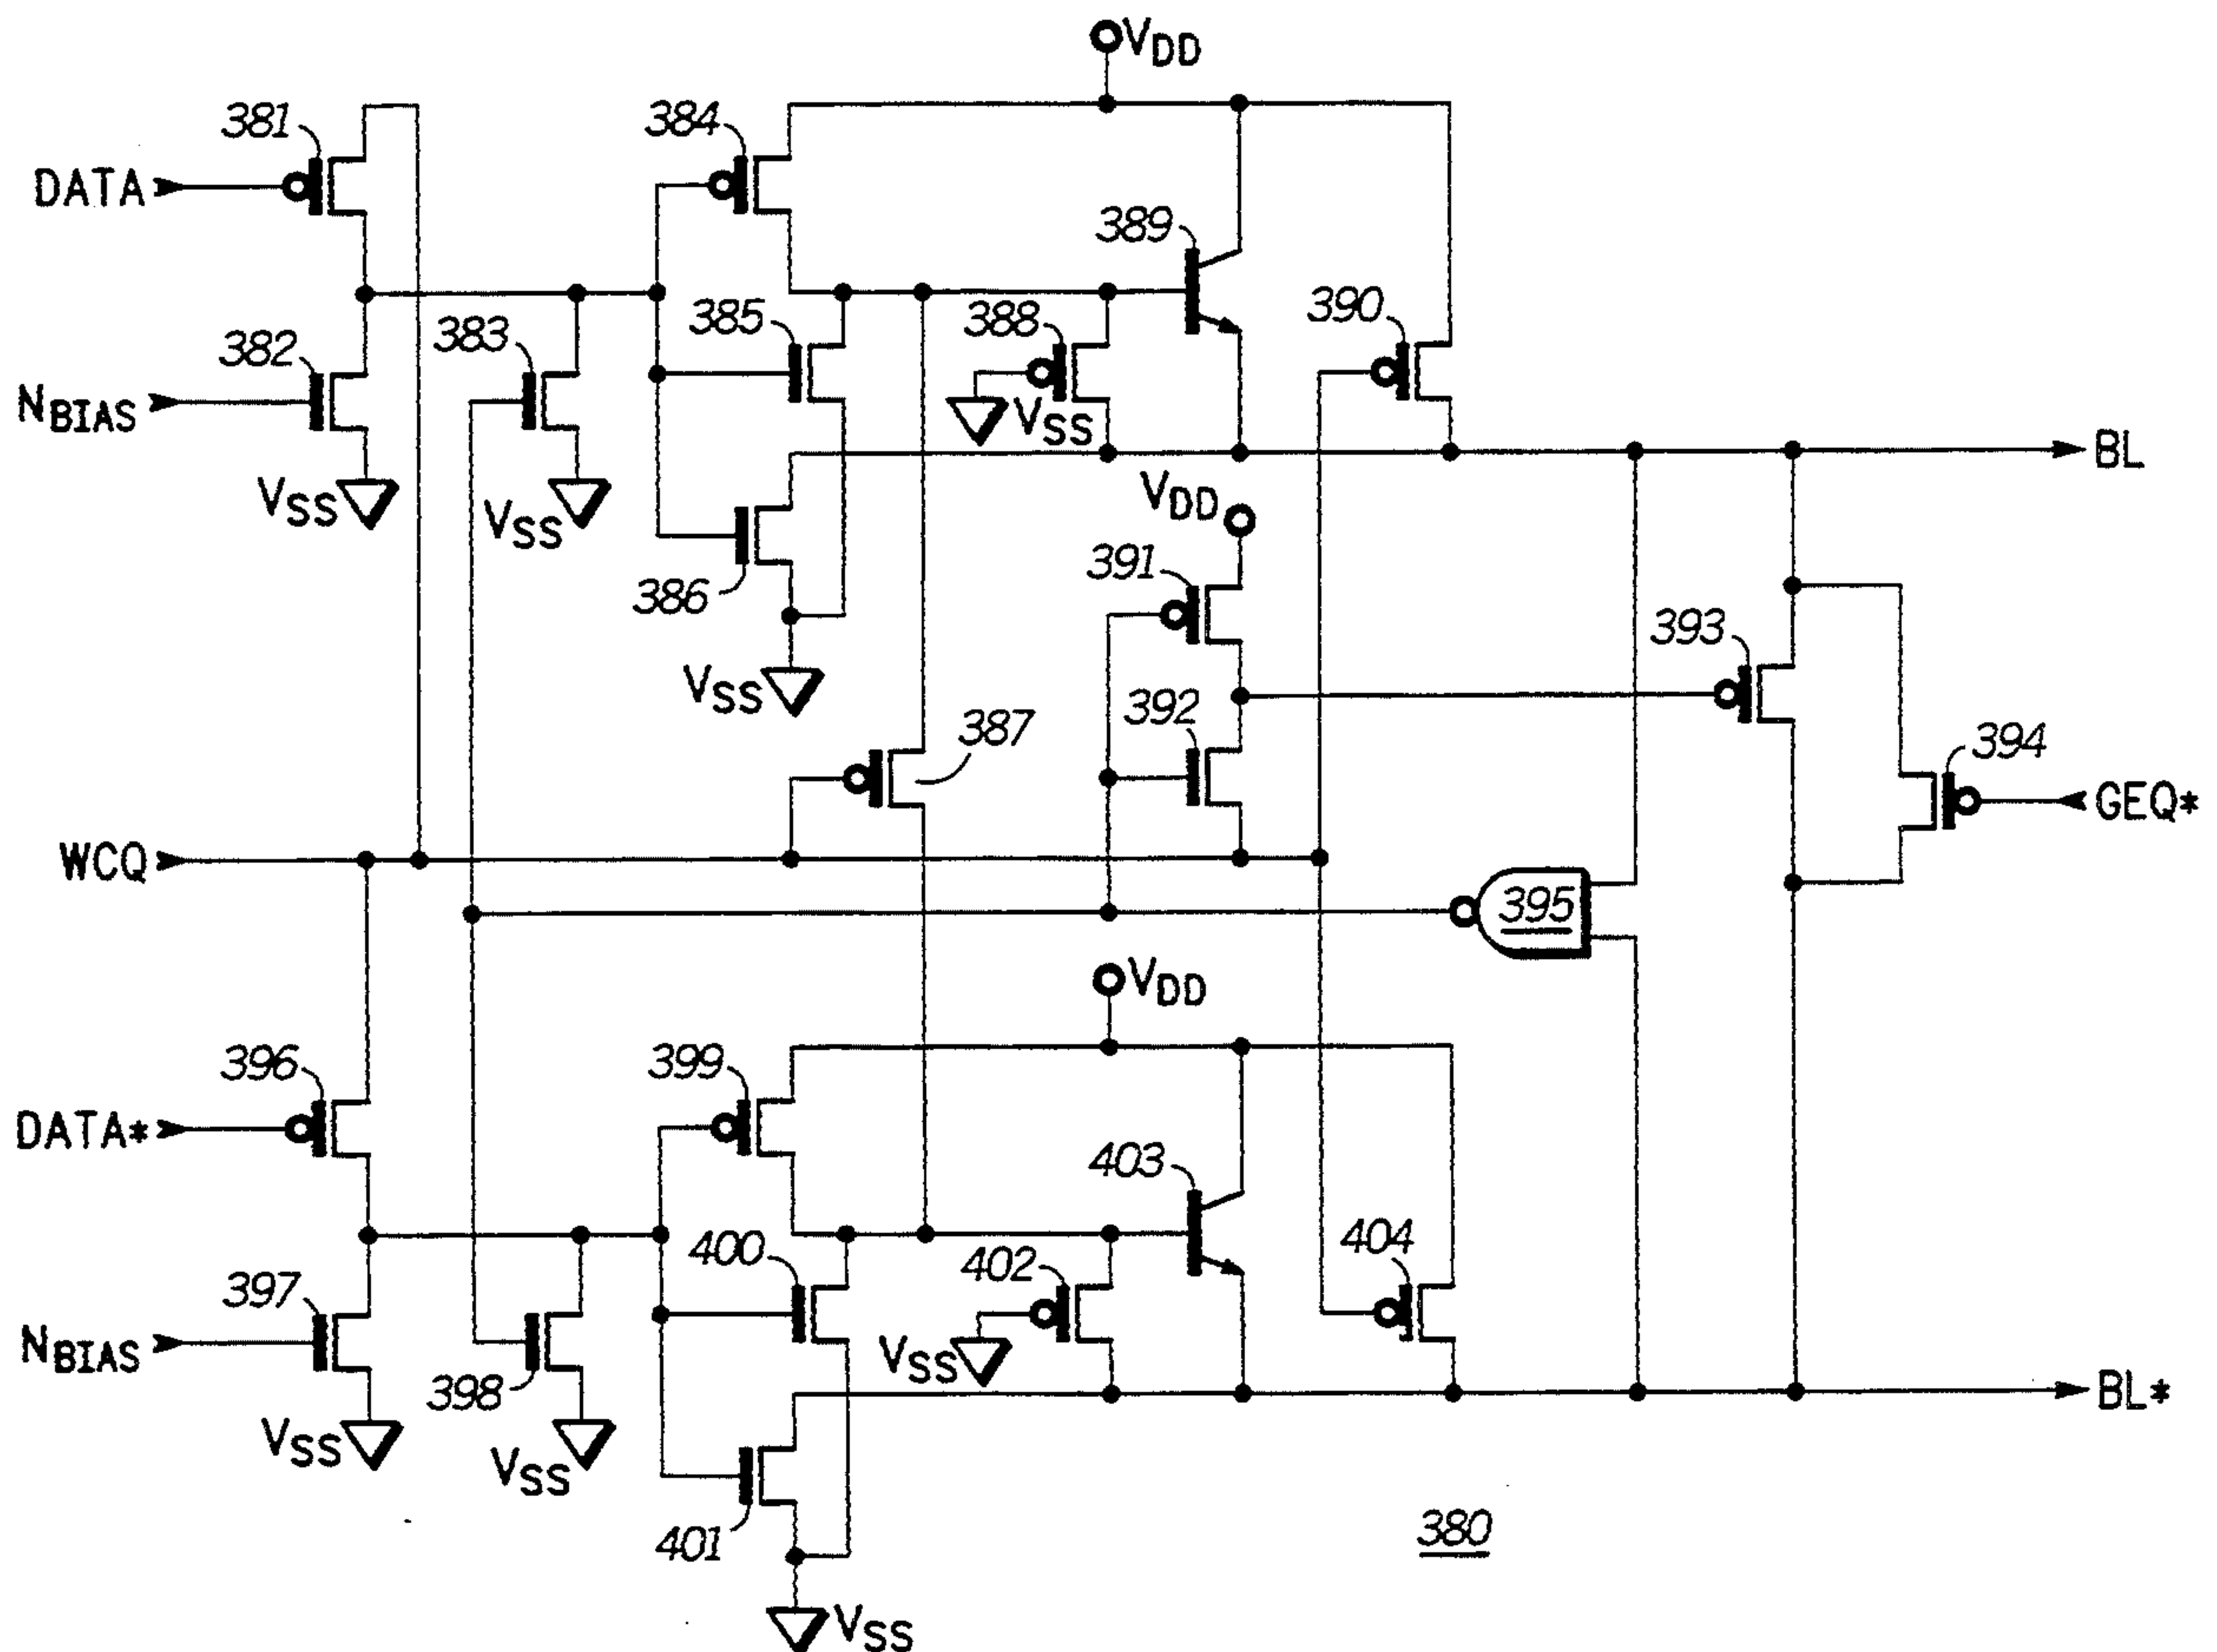 VDD
381
384
DATA
389
385
388
390
382
383
NBIAS
VSS
BL
VSS
VSS
VDD
391
386
393
VSS
392
387
394
GEQ*
WCQ
395
VDD
396
399
DATA*
403
400
402
404
397
NBIAS
VSS
398
BL*
VSS
VSS
401
380
VSS